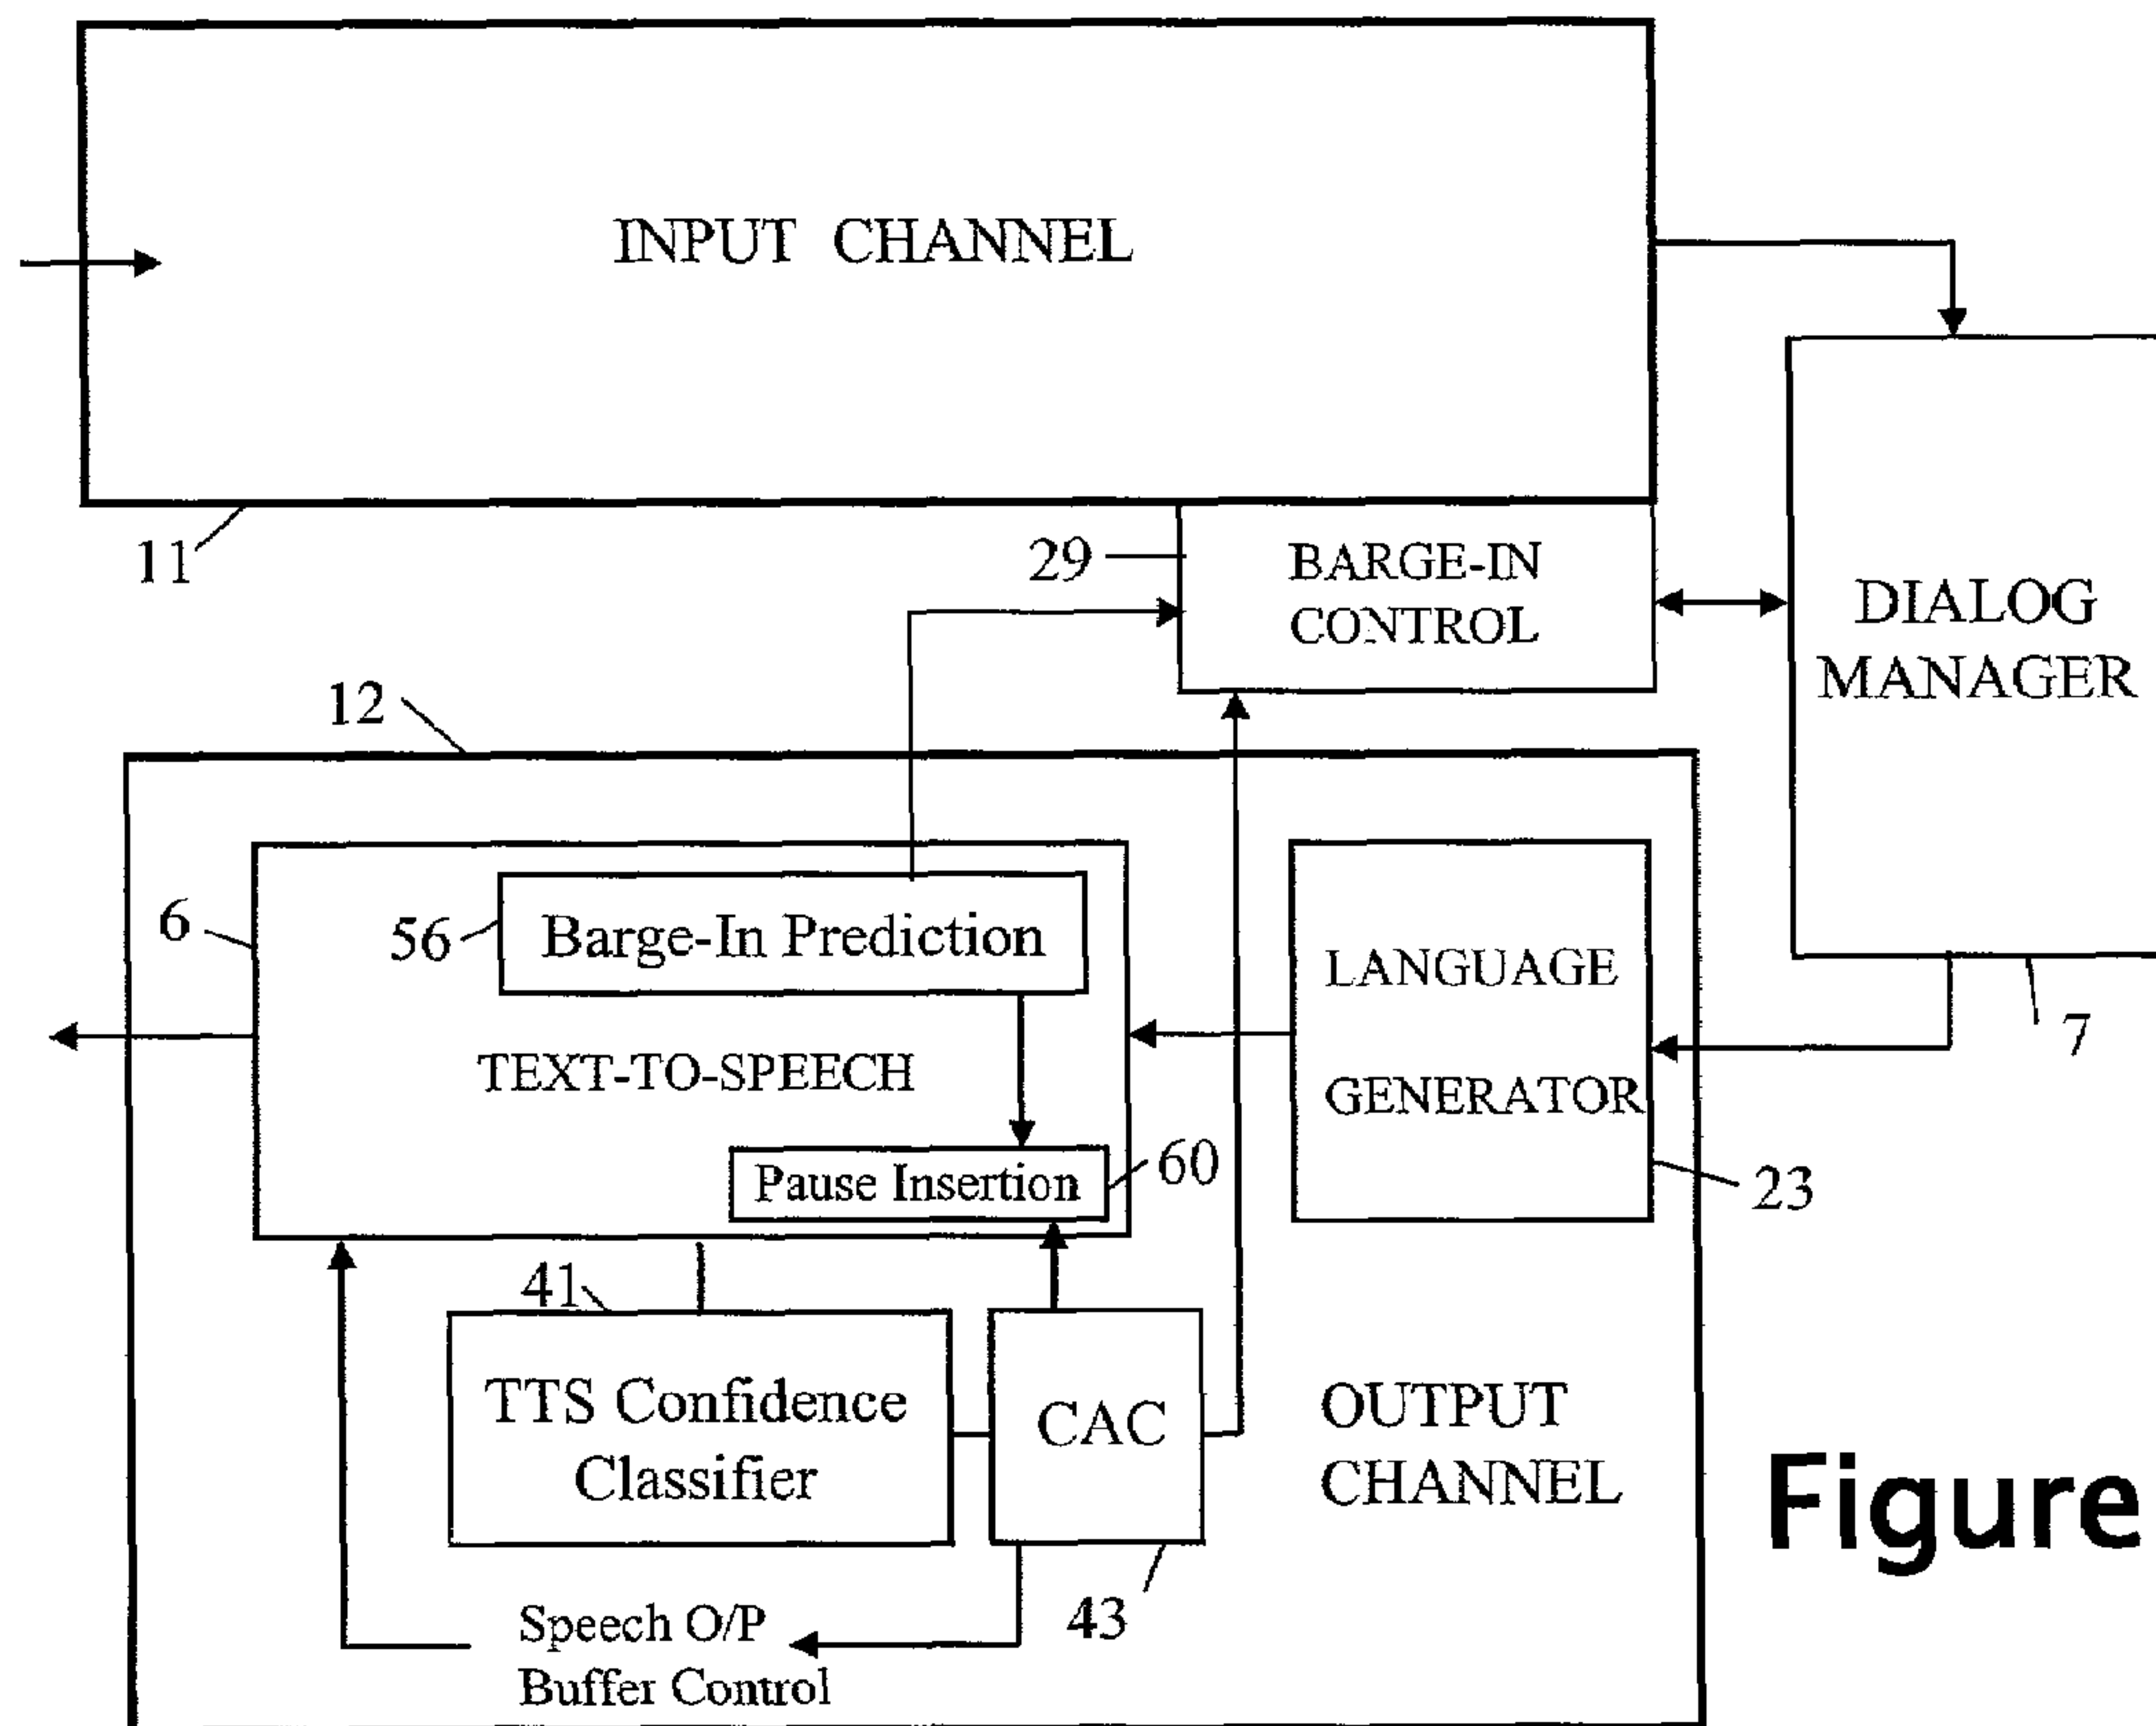 INPUT CHANNEL
11
29
BARGE-IN
CONTROL
DIALOG
MANAGER
12
6
56
Barge-In Prediction
LANGUAGE
GENERATOR
7
TEXT-TO-SPEECH
Pause Insertion
60
23
41
TTS Confidence
Classifier
CAC
OUTPUT
CHANNEL
Figure
43
Speech O/P
Buffer Control